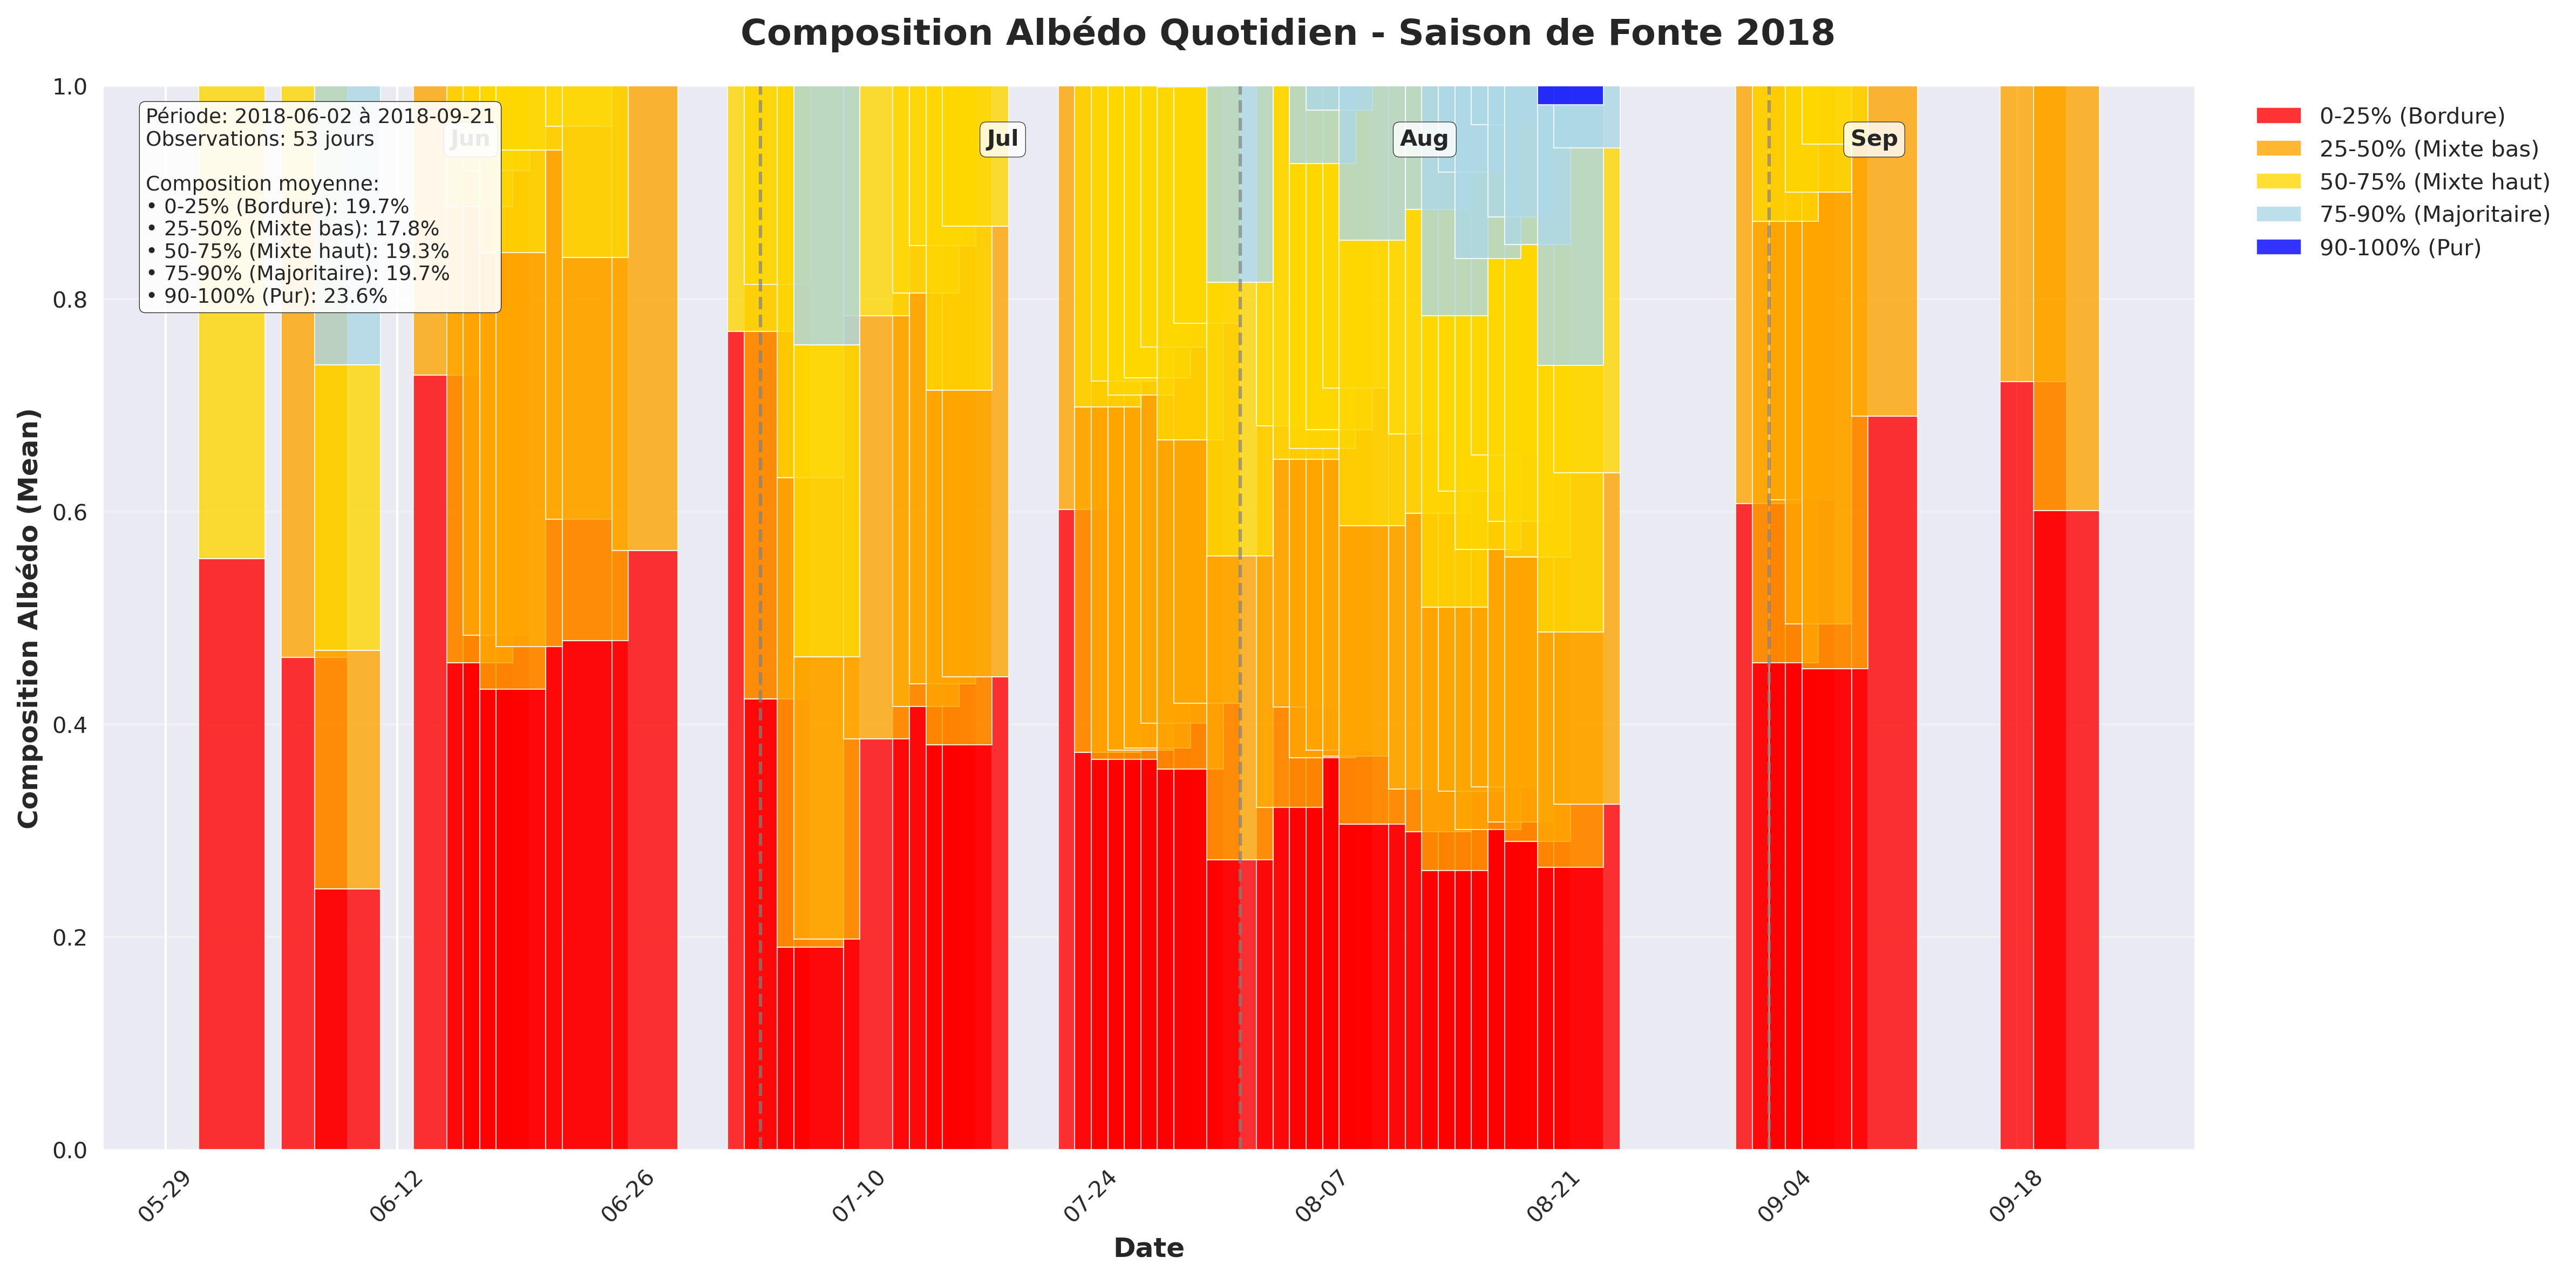 Composition Albédo Quotidien - Saison de Fonte 2018
Composition Albédo (Mean)
1.0
0.8
0.6
0.4
0.2
0.0
Période: 2018-06-02 à 2018-09-21
Observations: 53 jours
Composition moyenne:
• 0-25% (Bordure): 19.7%
• 25-50% (Mixte bas): 17.8%
• 50-75% (Mixte haut): 19.3%
• 75-90% (Majoritaire): 19.7%
• 90-100% (Pur): 23.6%
Jun
Jul
Aug
Sep
0-25% (Bordure)
25-50% (Mixte bas)
50-75% (Mixte haut)
75-90% (Majoritaire)
90-100% (Pur)
05-29
06-12
06-26
07-10
07-24
08-07
08-21
09-04
09-18
Date